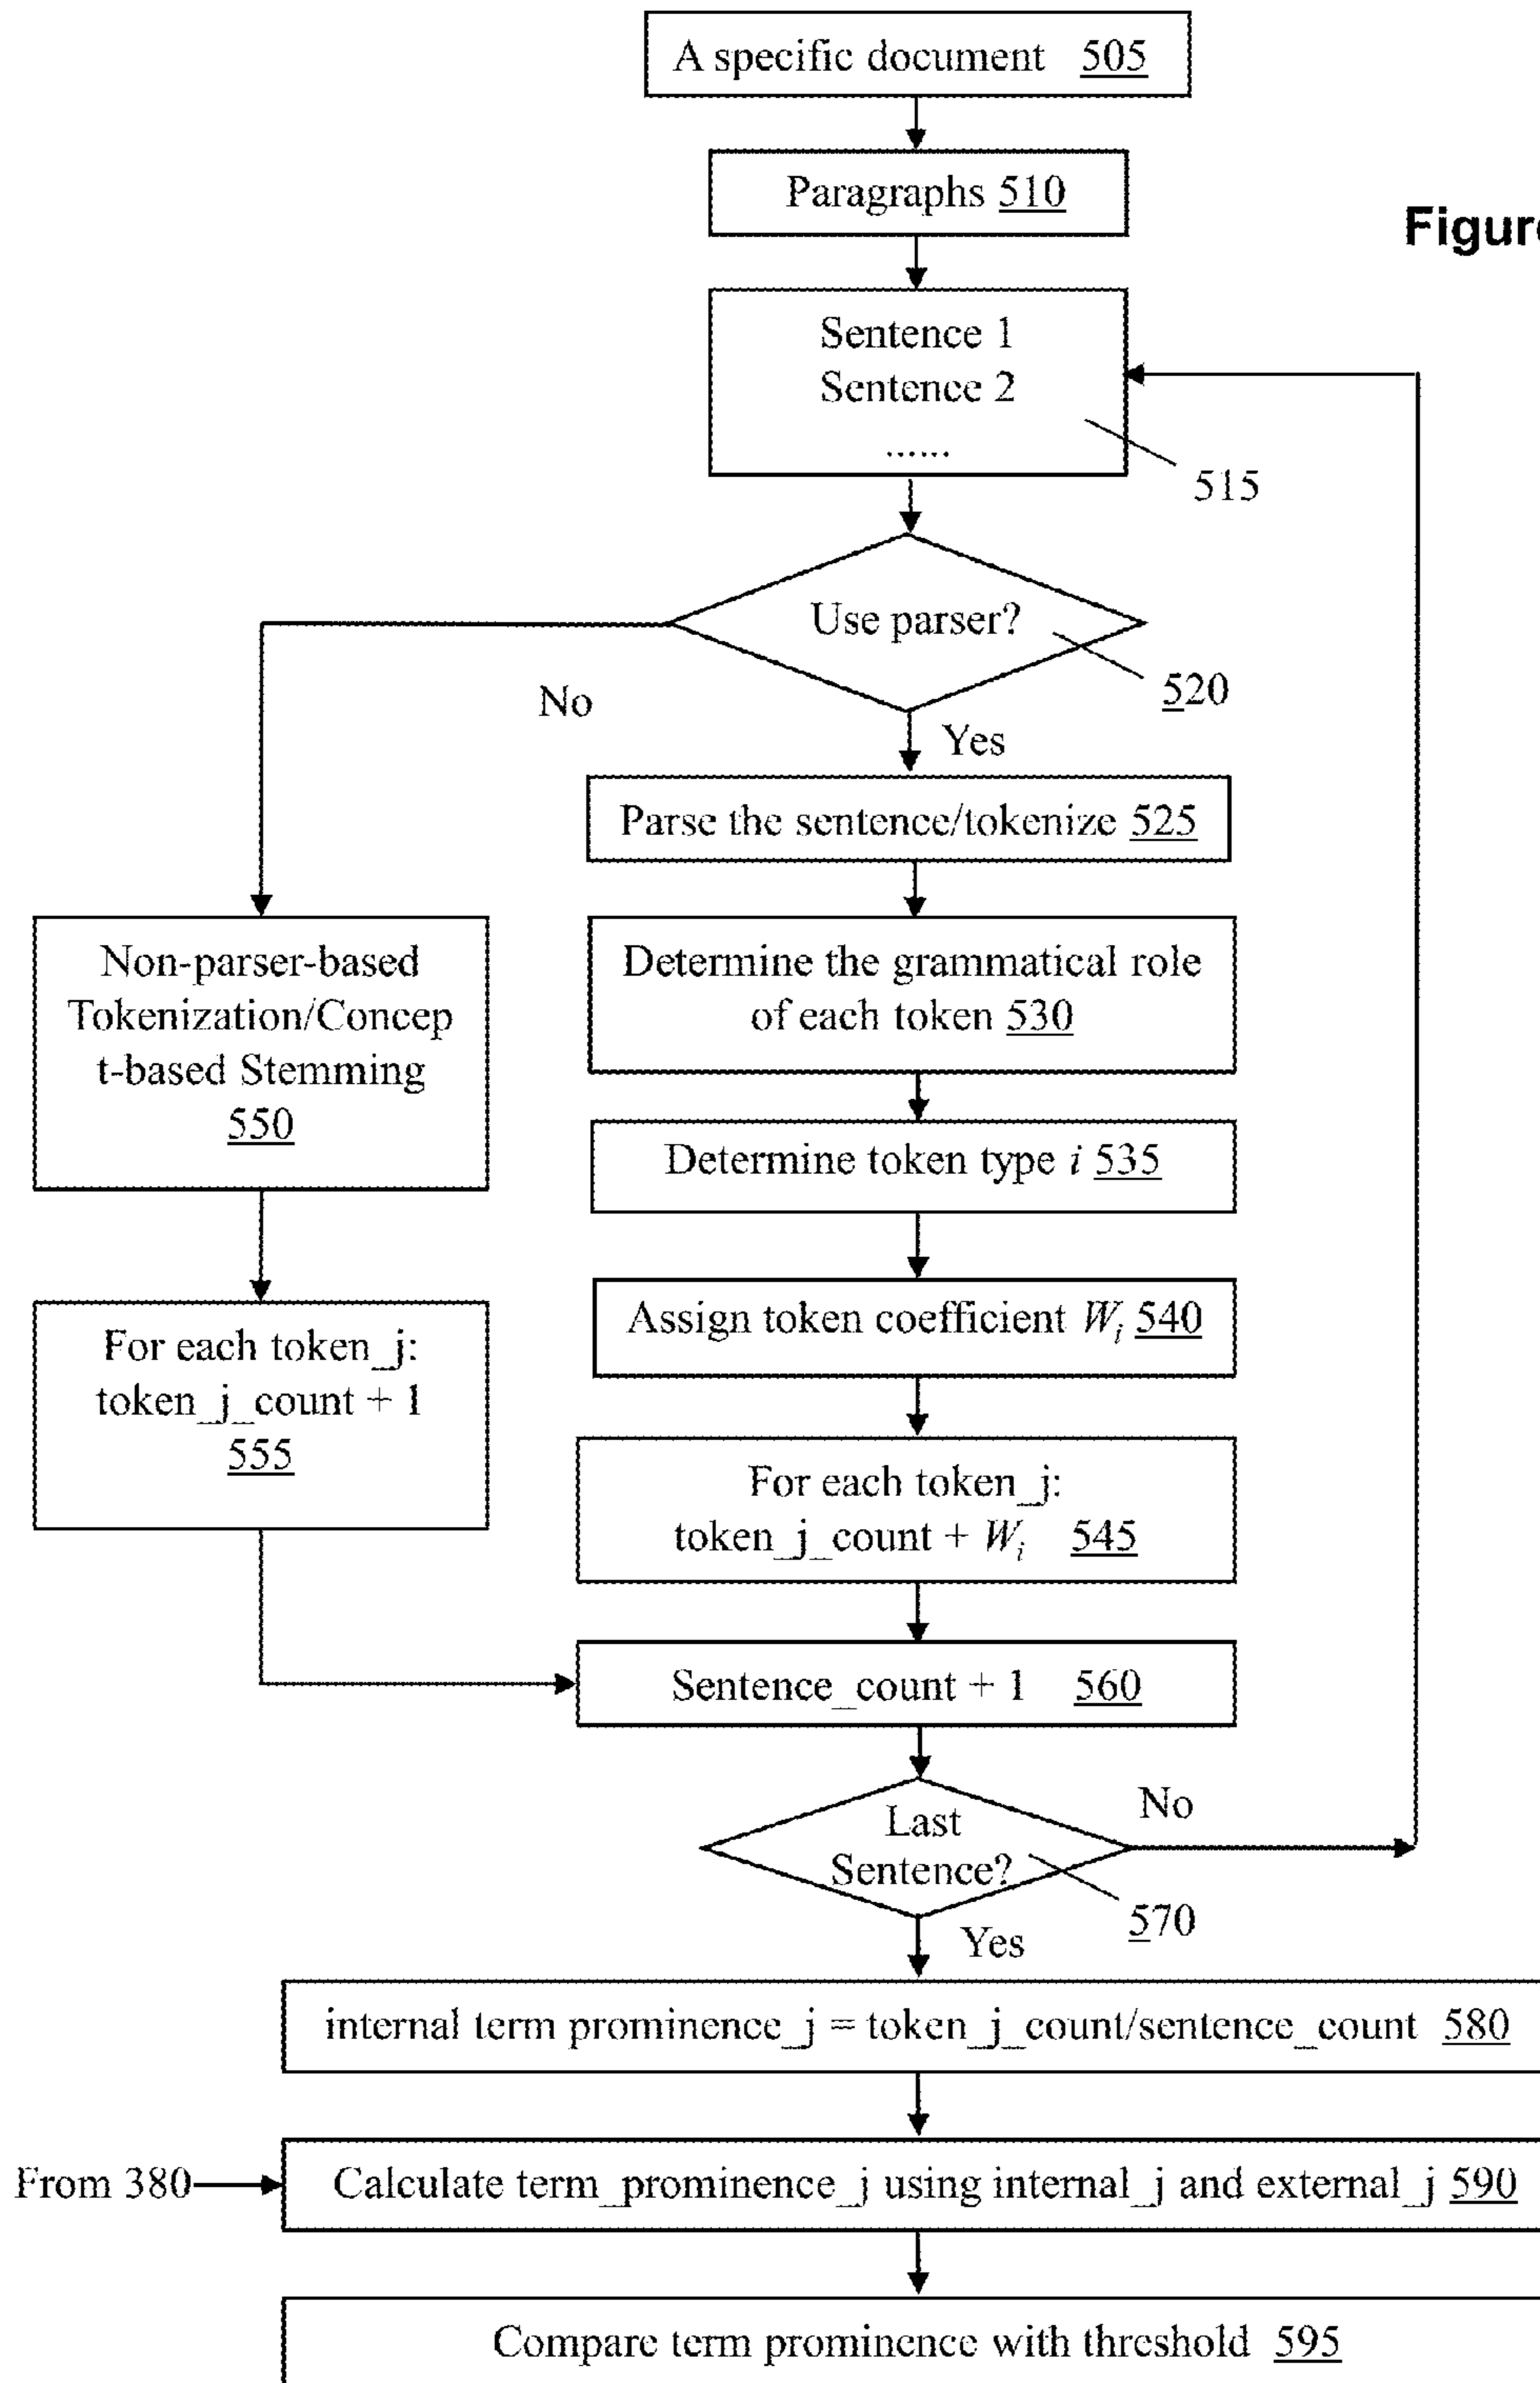 A specific document 505
Paragraphs 510
Figure
Sentence 1
Sentence 2
......
515
Use parser?
520
No
Yes
Parse the sentence/tokenize 525
Non-parser-based
Tokenization/Concep
t-based Stemming
550
Determine the grammatical role
of each token 530
Determine token type i 535
Assign token coefficient Wi 540
For each token_j:
token_j_count + 1
555
For each token_j:
token_j_count + Wi 545
Sentence_count + 1 560
Last
Sentence?
No
570
Yes
internal term prominence_j = token_j_count/sentence_count 580
From 380
Calculate term_prominence_j using internal_j and external_j 590
Compare term prominence with threshold 595